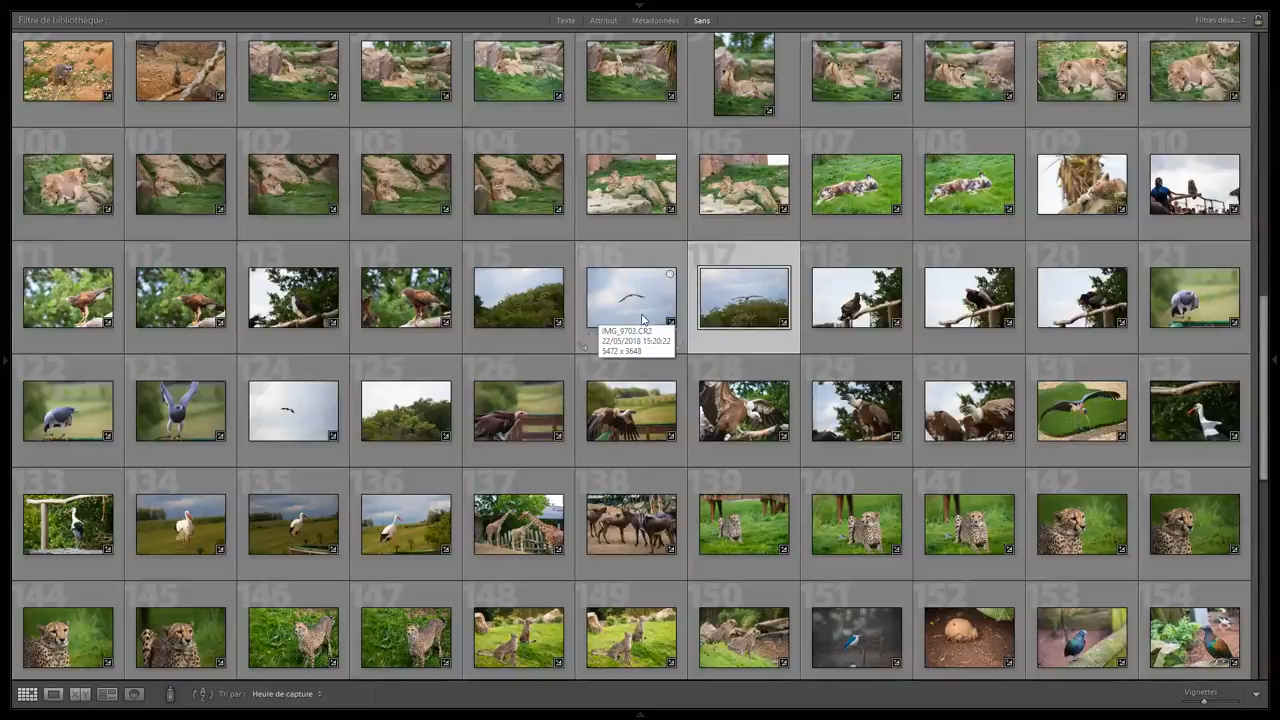 Filtre de bibliothèque :
Texte Attribut Métadonnées Sans Filtres désa...
100 101 102 103 104 105 106 107 108 109 110
111 112 113 114 115 116 117 118 119 120 121
IMG_9703.CR2
22/05/2018 15:20:22
5472 x 3648
122 123 124 125 126 127 128 129 130 131 132
133 134 135 136 137 138 139 140 141 142 143
144 145 146 147 148 149 150 151 152 153 154
XY
Tri par : Heure de capture
Vignettes